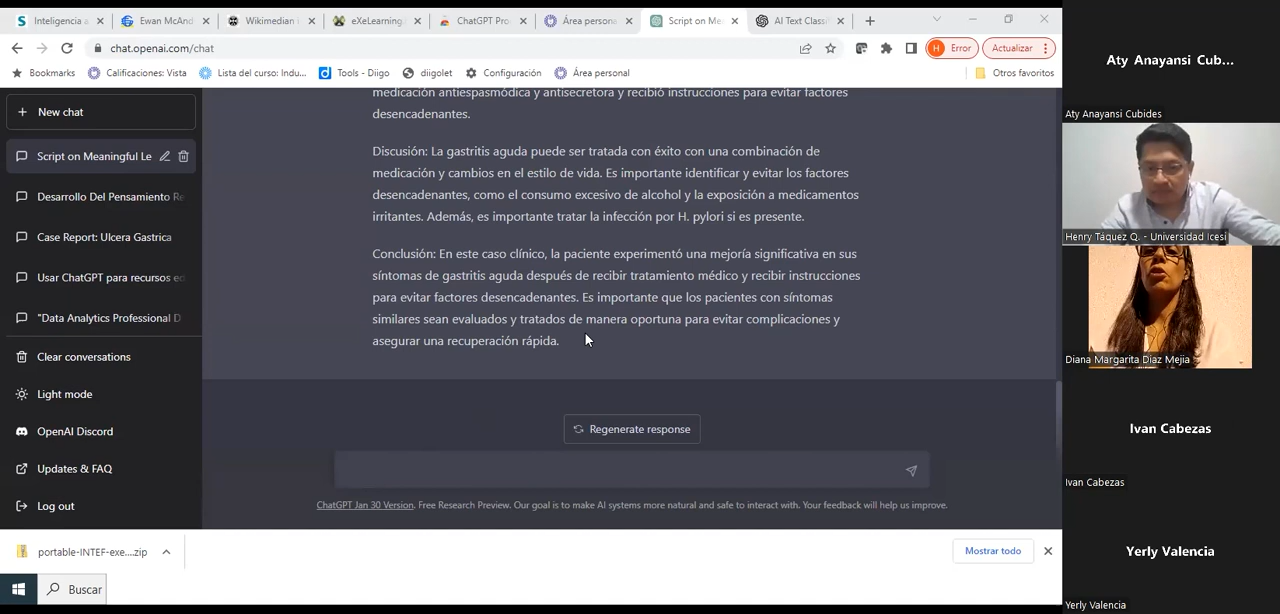 Inteligencia a
Ewan McAnd
Wikimedian i
eXeLearning.
ChatGPT Pro
Área persona
Script on Mea
AI Text Classif
chat.openai.com/chat
Error
Actualizar
Bookmarks
Calificaciones: Vista
Lista del curso: Indu...
Tools - Diigo
diigolet
Configuración
Área personal
Otros favoritos
New chat
Script on Meaningful Le
Desarrollo Del Pensamiento Re
Case Report: Ulcera Gastrica
Usar ChatGPT para recursos ed
"Data Analytics Professional D
Clear conversations
Light mode
OpenAI Discord
Updates & FAQ
Log out
medicación antiespasmódica y antisecretora y recibió instrucciones para evitar factores
desencadenantes.
Discusión: La gastritis aguda puede ser tratada con éxito con una combinación de
medicación y cambios en el estilo de vida. Es importante identificar y evitar los factores
desencadenantes, como el consumo excesivo de alcohol y la exposición a medicamentos
irritantes. Además, es importante tratar la infección por H. pylori si es presente.
Conclusión: En este caso clínico, la paciente experimentó una mejoría significativa en sus
síntomas de gastritis aguda después de recibir tratamiento médico y recibir instrucciones
para evitar factores desencadenantes. Es importante que los pacientes con síntomas
similares sean evaluados y tratados de manera oportuna para evitar complicaciones y
asegurar una recuperación rápida.
Regenerate response
ChatGPT Jan 30 Version. Free Research Preview. Our goal is to make AI systems more natural and safe to interact with. Your feedback will help us improve.
portable-INTEF-exe....zip
Mostrar todo
Buscar
Aty Anayansi Cub...
Aty Anayansi Cubides
Henry Taquez Q. - Universidad Icesi
Diana Margarita Diaz Mejia
Ivan Cabezas
Ivan Cabezas
Yerly Valencia
Yerly Valencia